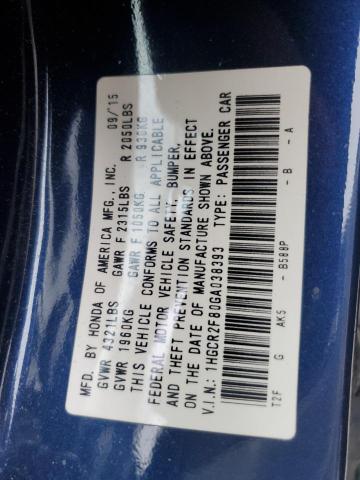 MFD. BY HONDA OF AMERICA MFG., INC. 09/15
GVWR 4321LBS GAWR F 2315LBS R 2050LBS
GVWR 1960KG GAWR F 1050KG R 930KG
THIS VEHICLE CONFORMS TO ALL APPLICABLE
FEDERAL MOTOR VEHICLE SAFETY, BUMPER,
AND THEFT PREVENTION STANDARDS IN EFFECT
ON THE DATE OF MANUFACTURE SHOWN ABOVE.
V.I.N.: 1HGCR2F80GA038393 TYPE: PASSENGER CAR
T2F G AK5 - B588P - B - A